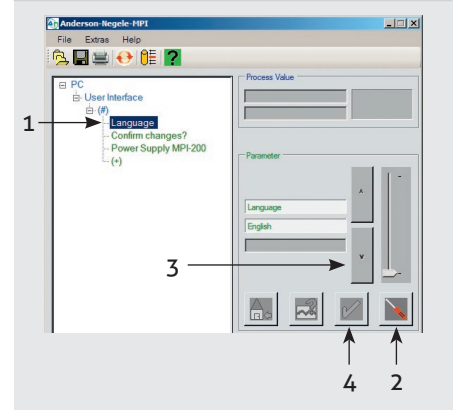 Anderson-Negele-MPI
File Extras Help
PC
User Interface
(#)
Language
Confirm changes?
Power Supply MPI-200
(+)
Process Value
Parameter
Language
English
1
3
4
2